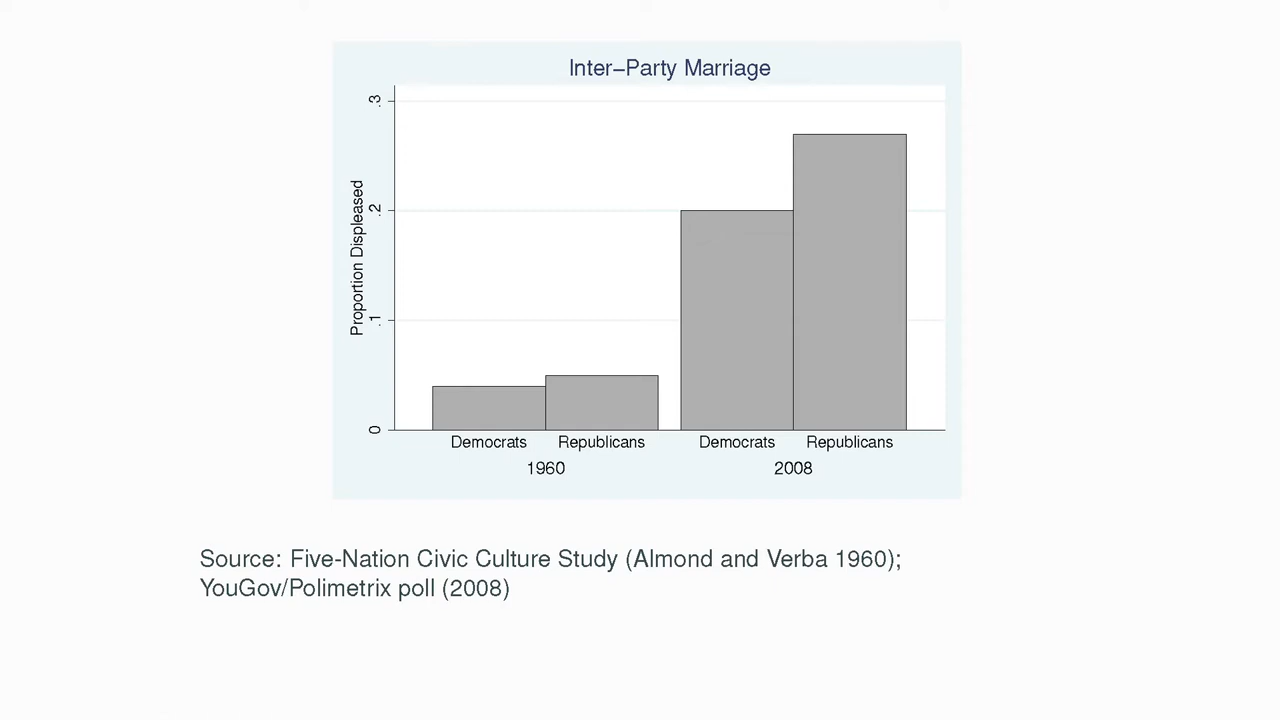 Inter–Party Marriage
Proportion Displeased
.3
.2
.1
0
Democrats Republicans Democrats Republicans
1960 2008
Source: Five-Nation Civic Culture Study (Almond and Verba 1960);
YouGov/Polimetrix poll (2008)